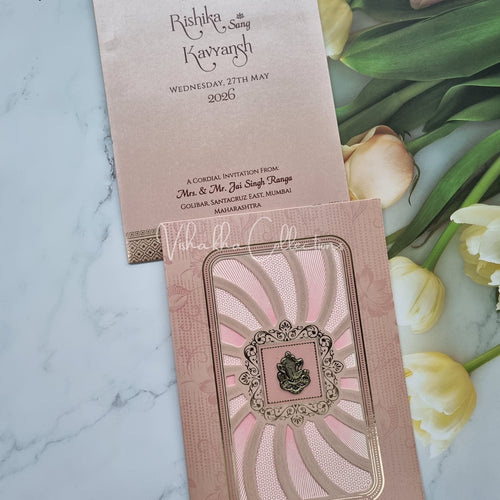 Rishika Sang
Kavyansh
Wednesday, 27th May
2026
A Cordial Invitation From
Mrs. & Mr. Jai Singh Ranga
Golibar, Santacruz East, Mumbai
Maharashtra
Vishakha Collection